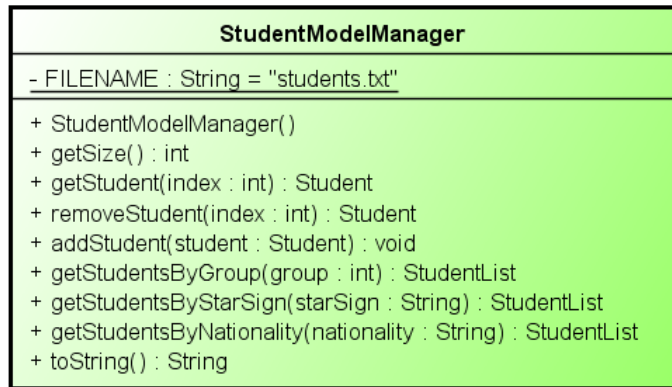 StudentModelManager
- FILENAME : String = "students.txt"
+ StudentModelManager()
+ getSize() : int
+ getStudent(index : int) : Student
+ removeStudent(index : int) : Student
+ addStudent(student : Student) : void
+ getStudentsByGroup(group : int) : StudentList
+ getStudentsByStarSign(starSign : String) : StudentList
+ getStudentsByNationality(nationality : String) : StudentList
+ toString() : String